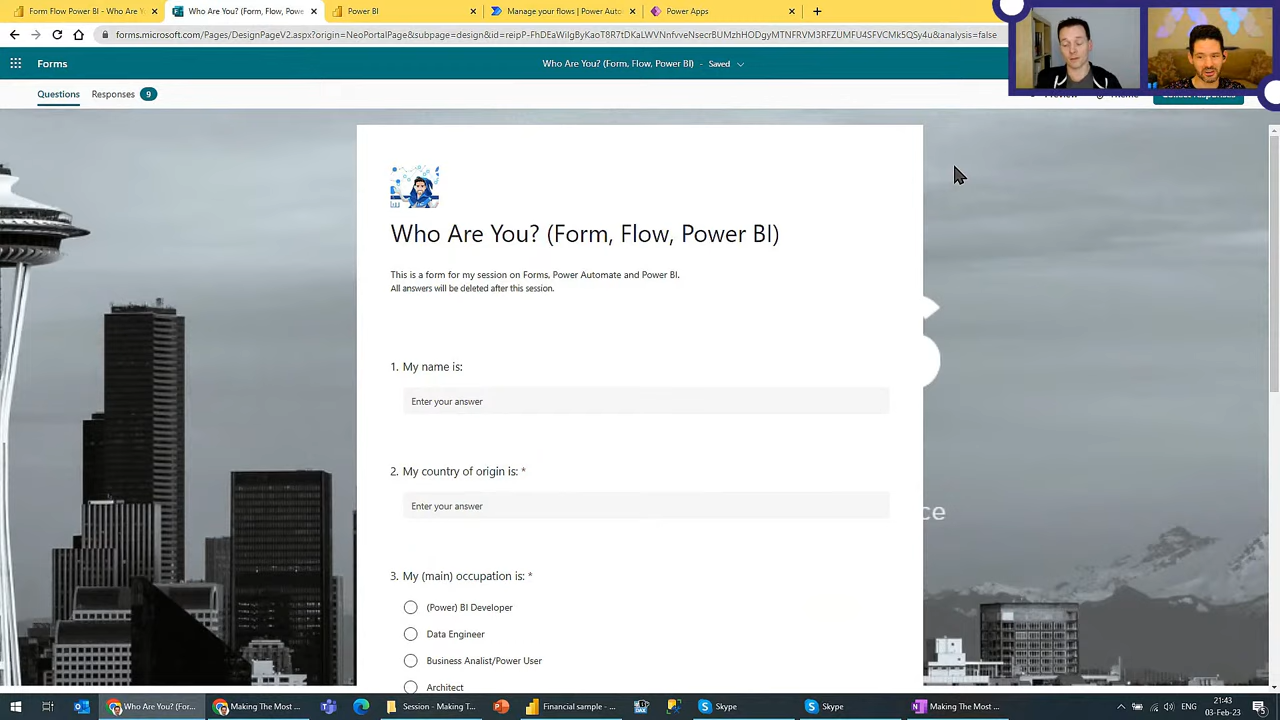 Form Power BI - Who Are Yo
Who Are You? (Form, Flow, Powe
Power BI
Manage your flows | Power Auto
Power Apps
forms.microsoft.com/Pages/DesignPageV2.aspx?origin=NeoPortalPage&subpage=design&id=
Forms
Who Are You? (Form, Flow, Power BI) - Saved
Questions
Responses 9
Who Are You? (Form, Flow, Power BI)
This is a form for my session on Forms, Power Automate and Power BI.
All answers will be deleted after this session.
1. My name is:
Enter your answer
2. My country of origin is: *
Enter your answer
ce
3. My (main) occupation is: *
(Power) BI Developer
Data Engineer
Business Analist/Power User
Architect
Who Are You? (For...
Making The Most ...
Session - Making T...
Financial sample - ...
Skype
Skype
Making The Most ...
ENG
21:43
03-Feb-23